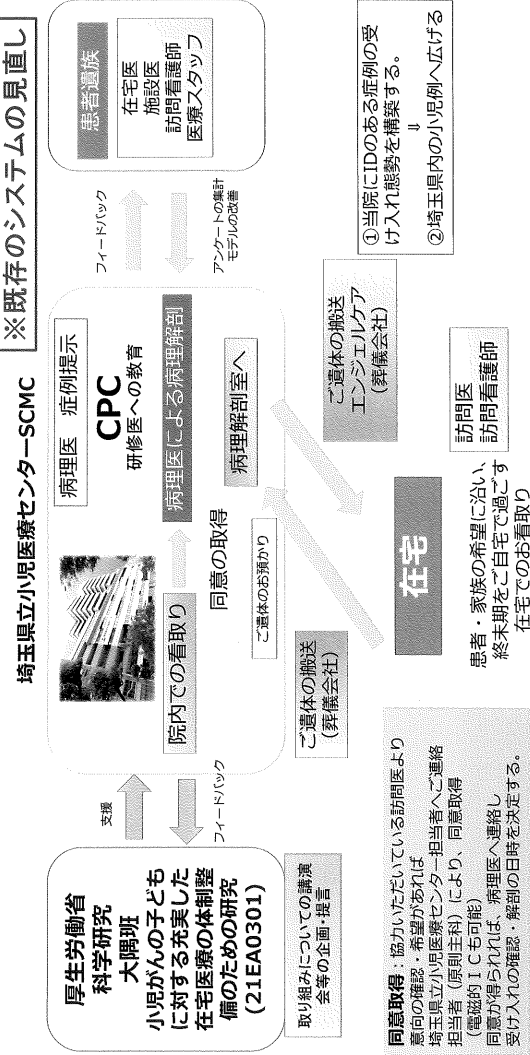 ※既存のシステムの見直し
埼玉県立小児医療センターSCMC
厚生労働省
科学研究
大隅班
小児がんの子ども
に対する充実した
在宅医療の体制整
備のための研究
(21EA0301)
取り組みについての講演
会等の企画・提言
支援
フィードバック
病理医 症例提示
CPC
研修医への教育
院内での看取り
病理医による病理解剖
同意の取得
病理解剖室へ
ご遺体のお預かり
フィードバック
アンケートの集計
モデルの改善
患者遺族
在宅医
施設医
訪問看護師
医療スタッフ
ご遺体の搬送
(葬儀会社)
ご遺体の搬送
エンジェルケア
(葬儀会社)
①当院にIDのある症例の受
け入れ態勢を構築する。
⇓
②埼玉県内の小児例へ広げる
在宅
訪問医
訪問看護師
患者・家族の希望に沿い、
終末期をご自宅で過ごす
在宅でのお看取り
同意取得：協力いただいている訪問医より
意向の確認・希望があれば
埼玉県立小児医療センター担当者へご連絡
担当者（原則主科）により、同意取得
（電磁的ＩＣも可能）
同意が得られれば、病理医へ連絡し
受け入れの確認・解剖の日時を決定する。